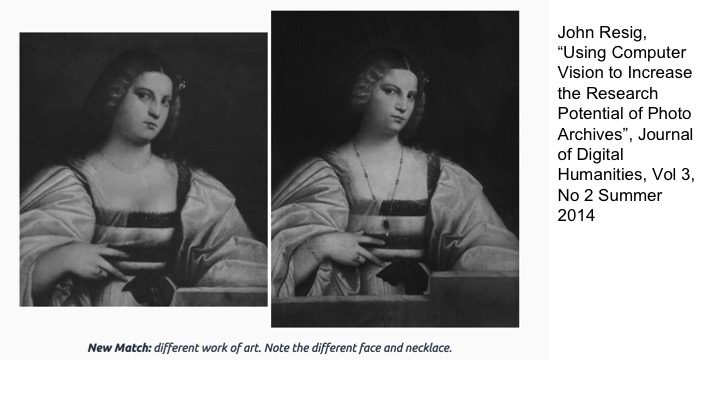 John Resig,
“Using Computer
Vision to Increase
the Research
Potential of Photo
Archives”, Journal
of Digital
Humanities, Vol 3,
No 2 Summer
2014
New Match: different work of art. Note the different face and necklace.